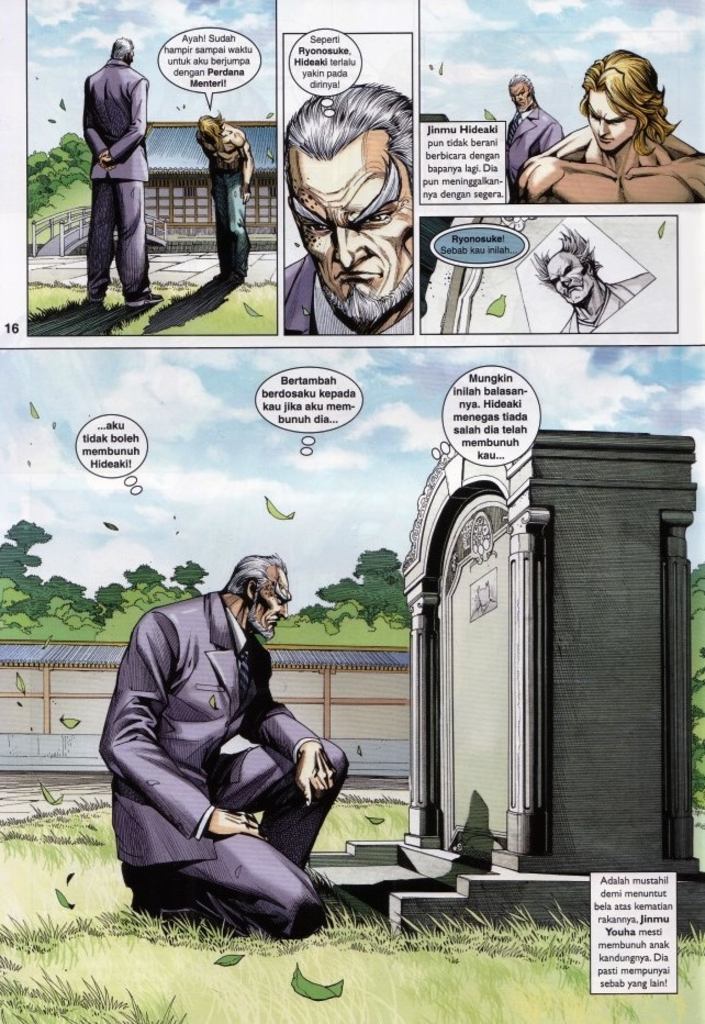 Ayah! Sudah
hampir sampai waktu
untuk aku berjumpa
dengan Perdana
Menteri!
Seperti
Ryonosuke,
Hideaki terlalu
yakin pada
dirinya!
Jinmu Hideaki
pun tidak berani
berbicara dengan
bapanya lagi. Dia
pun meninggalkan-
nya dengan segera.
Ryonosuke!
Sebab kau inilah...
16
...aku
tidak boleh
membunuh
Hideaki!
Bertambah
berdosaku kepada
kau jika aku mem-
bunuh dia...
Mungkin
inilah balasan-
nya. Hideaki
menegas tiada
salah dia telah
membunuh
kau...
Adalah mustahil
demi menuntut
bela atas kematian
rakannya, Jinmu
Youha mesti
membunuh anak
kandungnya. Dia
pasti mempunyai
sebab yang lain!